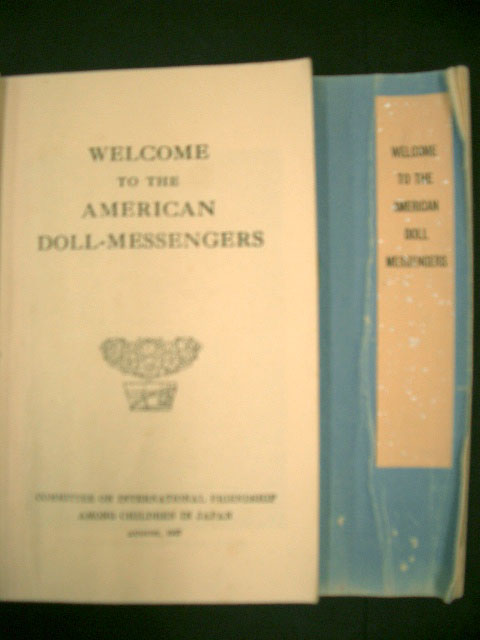 WELCOME
TO THE
AMERICAN
DOLL-MESSENGERS
COMMITTEE ON INTERNATIONAL FRIENDSHIP
AMONG CHILDREN IN JAPAN
WELCOME
TO THE
AMERICAN
DOLL
MESSENGERS